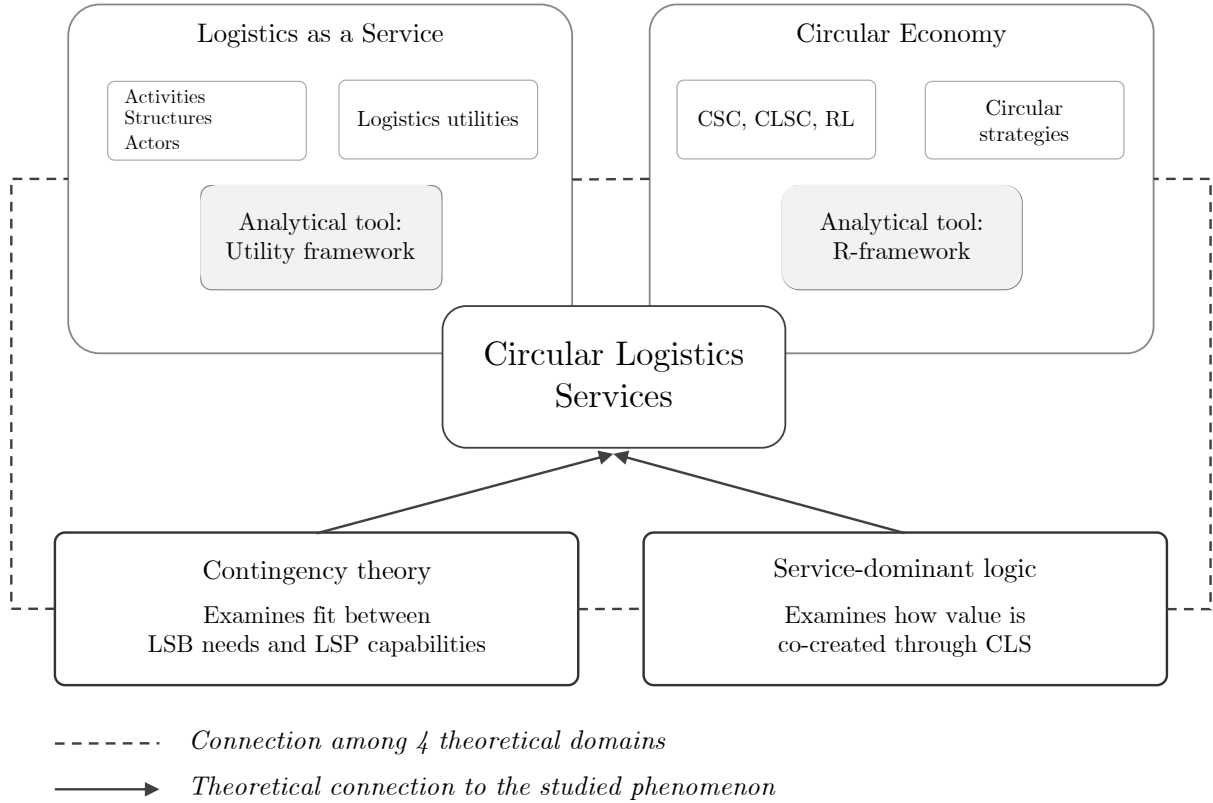 Logistics as a Service
Activities
Structures
Actors
Logistics utilities
Analytical tool:
Utility framework
Circular Economy
CSC, CLSC, RL
Circular
strategies
Analytical tool:
R-framework
Circular Logistics
Services
Contingency theory
Examines fit between
LSB needs and LSP capabilities
Service-dominant logic
Examines how value is
co-created through CLS
Connection among 4 theoretical domains
Theoretical connection to the studied phenomenon